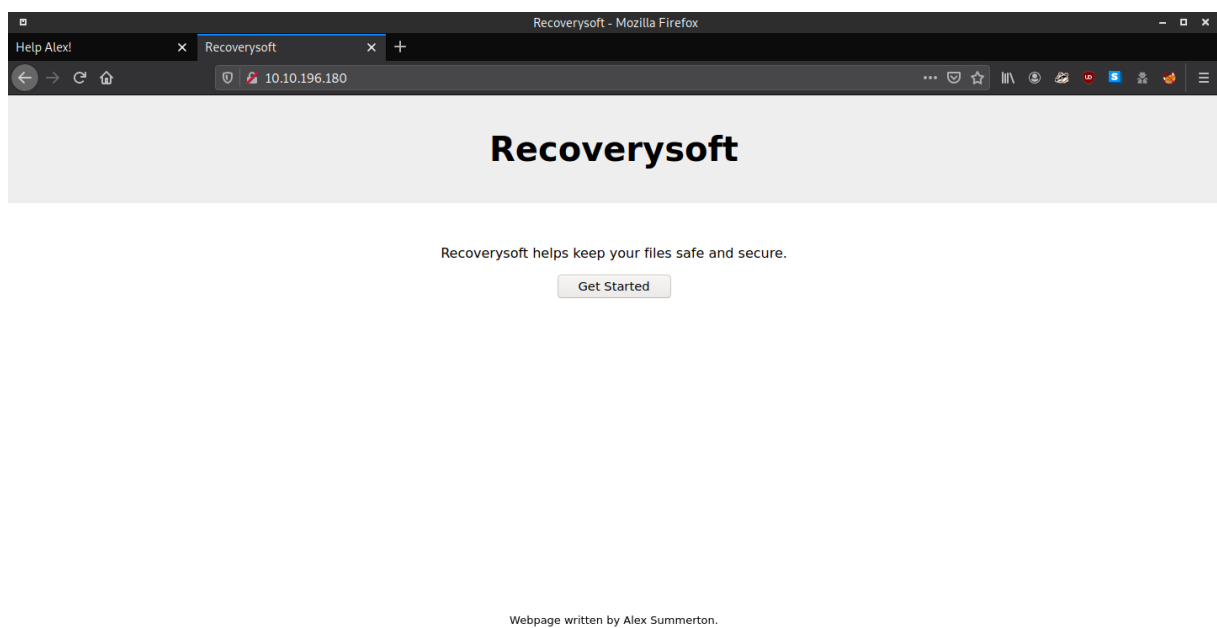 Recoverysoft - Mozilla Firefox
Help Alex!
Recoverysoft
10.10.196.180
Recoverysoft
Recoverysoft helps keep your files safe and secure.
Get Started
Webpage written by Alex Summerton.